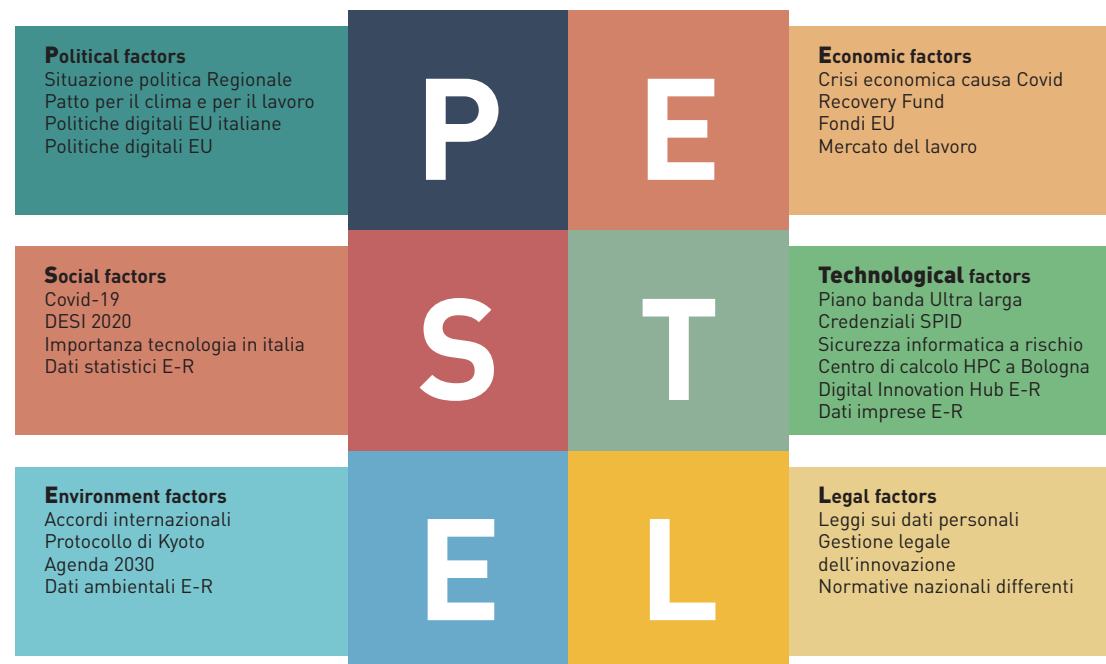 Political factors
Situazione politica Regionale
Patto per il clima e per il lavoro
Politiche digitali EU italiane
Politiche digitali EU
P
E
Economic factors
Crisi economica causa Covid
Recovery Fund
Fondi EU
Mercato del lavoro
Social factors
Covid-19
DESI 2020
Importanza tecnologia in italia
Dati statistici E-R
S
T
Technological factors
Piano banda Ultra larga
Credenziali SPID
Sicurezza informatica a rischio
Centro di calcolo HPC a Bologna
Digital Innovation Hub E-R
Dati imprese E-R
Environment factors
Accordi internazionali
Protocollo di Kyoto
Agenda 2030
Dati ambientali E-R
E
L
Legal factors
Leggi sui dati personali
Gestione legale
dell'innovazione
Normative nazionali differenti